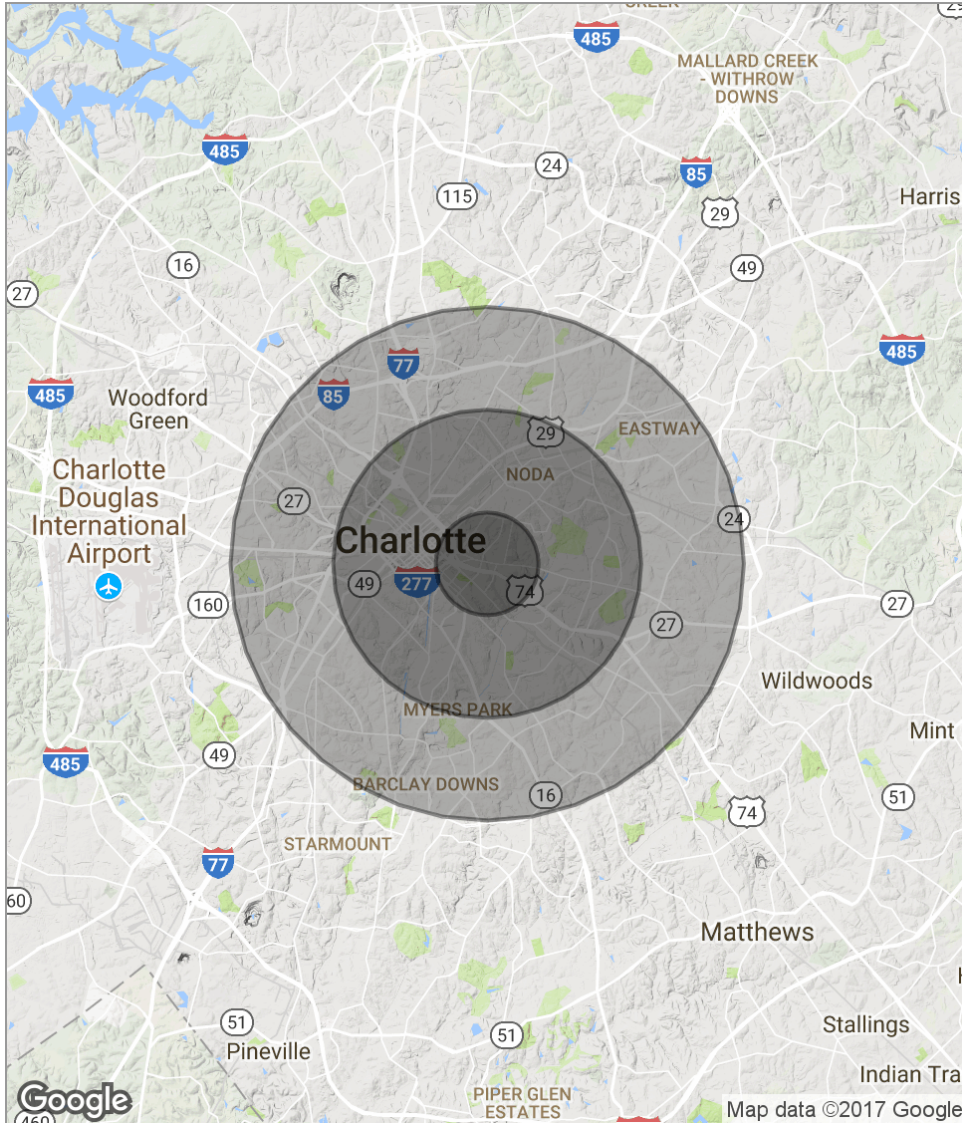 CREEK
29
485
MALLARD CREEK
- WITHROW
DOWNS
485
24
85
115
Harris
29
16
49
27
77
485
85
485
Woodford
Green
29
EASTWAY
Charlotte
Douglas
International
Airport
NODA
27
24
Charlotte
49
277
74
160
27
27
Wildwoods
MYERS PARK
Mint
49
485
BARCLAY DOWNS
16
51
74
STARMOUNT
77
60
Matthews
H
51
51
Stallings
Pineville
Indian Tra
PIPER GLEN
ESTATES
Google
Map data ©2017 Google
460